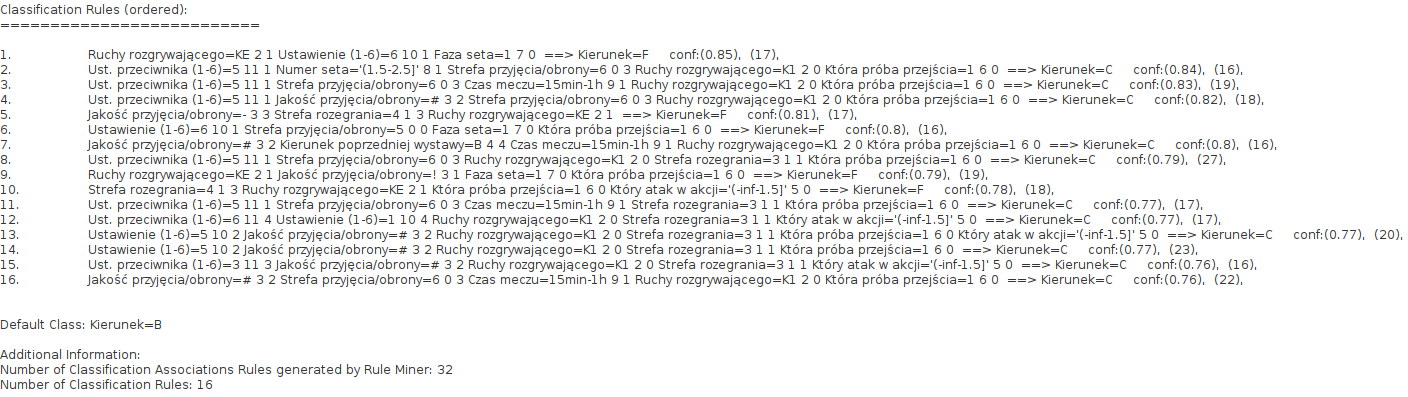 Classification Rules (ordered):
==========================
1. Ruchy rozgrywającego=KE 2 1 Ustawienie (1-6)=6 10 1 Faza seta=1 7 0 ==> Kierunek=F conf:(0.85), (17),
2. Ust. przeciwnika (1-6)=5 11 1 Numer seta='(1.5-2.5]' 8 1 Strefa przyjęcia/obrony=6 0 3 Ruchy rozgrywającego=K1 2 0 Która próba przejścia=1 6 0 ==> Kierunek=C conf:(0.84), (16),
3. Ust. przeciwnika (1-6)=5 11 1 Strefa przyjęcia/obrony=6 0 3 Czas meczu=15min-1h 9 1 Ruchy rozgrywającego=K1 2 0 Która próba przejścia=1 6 0 ==> Kierunek=C conf:(0.83), (19),
4. Ust. przeciwnika (1-6)=5 11 1 Jakość przyjęcia/obrony=# 3 2 Strefa przyjęcia/obrony=6 0 3 Ruchy rozgrywającego=K1 2 0 Która próba przejścia=1 6 0 ==> Kierunek=C conf:(0.82), (18),
5. Jakość przyjęcia/obrony=- 3 3 Strefa rozegrania=4 1 3 Ruchy rozgrywającego=KE 2 1 ==> Kierunek=F conf:(0.81), (17),
6. Ustawienie (1-6)=6 10 1 Strefa przyjęcia/obrony=5 0 0 Faza seta=1 7 0 Która próba przejścia=1 6 0 ==> Kierunek=F conf:(0.8), (16),
7. Jakość przyjęcia/obrony=# 3 2 Kierunek poprzedniej wystawy=B 4 4 Czas meczu=15min-1h 9 1 Ruchy rozgrywającego=K1 2 0 Która próba przejścia=1 6 0 ==> Kierunek=C conf:(0.8), (16),
8. Ust. przeciwnika (1-6)=5 11 1 Strefa przyjęcia/obrony=6 0 3 Ruchy rozgrywającego=K1 2 0 Strefa rozegrania=3 1 1 Która próba przejścia=1 6 0 ==> Kierunek=C conf:(0.79), (27),
9. Ruchy rozgrywającego=KE 2 1 Jakość przyjęcia/obrony=! 3 1 Faza seta=1 7 0 Która próba przejścia=1 6 0 ==> Kierunek=F conf:(0.79), (19),
10. Strefa rozegrania=4 1 3 Ruchy rozgrywającego=KE 2 1 Która próba przejścia=1 6 0 Który atak w akcji='(-inf-1.5]' 5 0 ==> Kierunek=F conf:(0.78), (18),
11. Ust. przeciwnika (1-6)=5 11 1 Strefa przyjęcia/obrony=6 0 3 Czas meczu=15min-1h 9 1 Strefa rozegrania=3 1 1 Która próba przejścia=1 6 0 ==> Kierunek=C conf:(0.77), (17),
12. Ust. przeciwnika (1-6)=6 11 4 Ustawienie (1-6)=1 10 4 Ruchy rozgrywającego=K1 2 0 Strefa rozegrania=3 1 1 Który atak w akcji='(-inf-1.5]' 5 0 ==> Kierunek=C conf:(0.77), (17),
13. Ustawienie (1-6)=5 10 2 Jakość przyjęcia/obrony=# 3 2 Ruchy rozgrywającego=K1 2 0 Strefa rozegrania=3 1 1 Która próba przejścia=1 6 0 Który atak w akcji='(-inf-1.5]' 5 0 ==> Kierunek=C conf:(0.77), (20),
14. Ustawienie (1-6)=5 10 2 Jakość przyjęcia/obrony=# 3 2 Ruchy rozgrywającego=K1 2 0 Strefa rozegrania=3 1 1 Która próba przejścia=1 6 0 ==> Kierunek=C conf:(0.77), (23),
15. Ust. przeciwnika (1-6)=3 11 3 Jakość przyjęcia/obrony=# 3 2 Ruchy rozgrywającego=K1 2 0 Strefa rozegrania=3 1 1 Który atak w akcji='(-inf-1.5]' 5 0 ==> Kierunek=C conf:(0.76), (16),
16. Jakość przyjęcia/obrony=# 3 2 Strefa przyjęcia/obrony=6 0 3 Czas meczu=15min-1h 9 1 Ruchy rozgrywającego=K1 2 0 Która próba przejścia=1 6 0 ==> Kierunek=C conf:(0.76), (22),
Default Class: Kierunek=B
Additional Information:
Number of Classification Associations Rules generated by Rule Miner: 32
Number of Classification Rules: 16